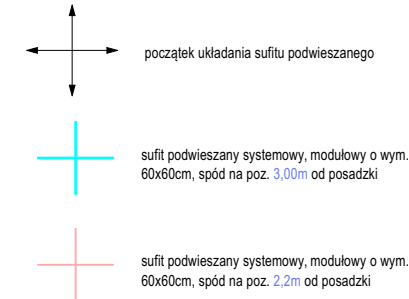 początek układania sufitu podwieszanego
sufit podwieszany systemowy, modułowy o wym.
60x60cm, spód na poz. 3,00m od posadzki
sufit podwieszany systemowy, modułowy o wym.
60x60cm, spód na poz. 2,2m od posadzki